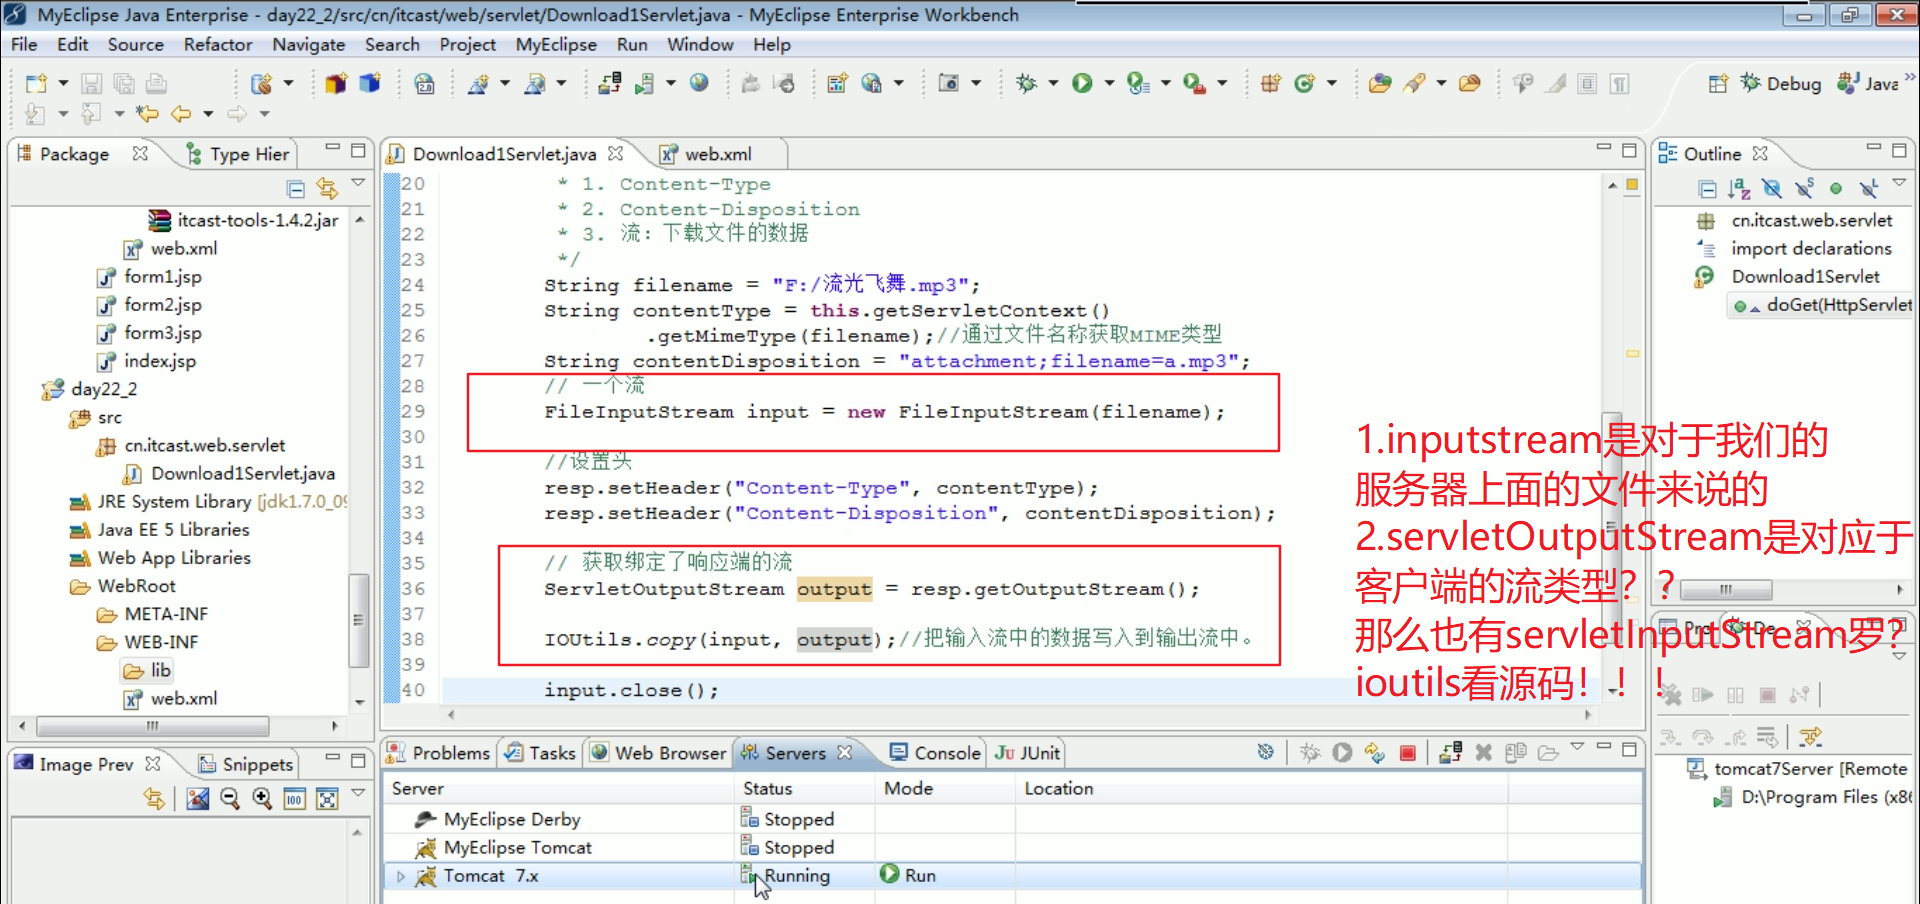 MyEclipse Java Enterprise - day22_2/src/cn/itcast/web/servlet/Download1Servlet.java - MyEclipse Enterprise Workbench
File Edit Source Refactor Navigate Search Project MyEclipse Run Window Help
Debug Java
Package Type Hier
itcast-tools-1.4.2.jar
web.xml
form1.jsp
form2.jsp
form3.jsp
index.jsp
day22_2
src
cn.itcast.web.servlet
Download1Servlet.java
JRE System Library [jdk1.7.0_09
Java EE 5 Libraries
Web App Libraries
WebRoot
META-INF
WEB-INF
lib
web.xml
Image Prev Snippets
Download1Servlet.java web.xml
20 * 1. Content-Type
21 * 2. Content-Disposition
22 * 3. 流：下载文件的数据
23 */
24 String filename = "F:/流光飞舞.mp3";
25 String contentType = this.getServletContext()
26 .getMimeType(filename);//通过文件名称获取MIME类型
27 String contentDisposition = "attachment;filename=a.mp3";
28 // 一个流
29 FileInputStream input = new FileInputStream(filename);
30
31 //设置头
32 resp.setHeader("Content-Type", contentType);
33 resp.setHeader("Content-Disposition", contentDisposition);
34
35 // 获取绑定了响应端的流
36 ServletOutputStream output = resp.getOutputStream();
37
38 IOUtils.copy(input, output);//把输入流中的数据写入到输出流中。
39
40 input.close();
1.inputstream是对于我们的
服务器上面的文件来说的
2.servletOutputStream是对应于
客户端的流类型？？
那么也有servletInputStream罗?
ioutils看源码！！！
Outline
cn.itcast.web.servlet
import declarations
Download1Servlet
doGet(HttpServlet
Pro De
tomcat7Server [Remote
D:\Program Files (x86
Problems Tasks Web Browser Servers Console JUnit
Server Status Mode Location
MyEclipse Derby Stopped
MyEclipse Tomcat Stopped
Tomcat 7.x Running Run